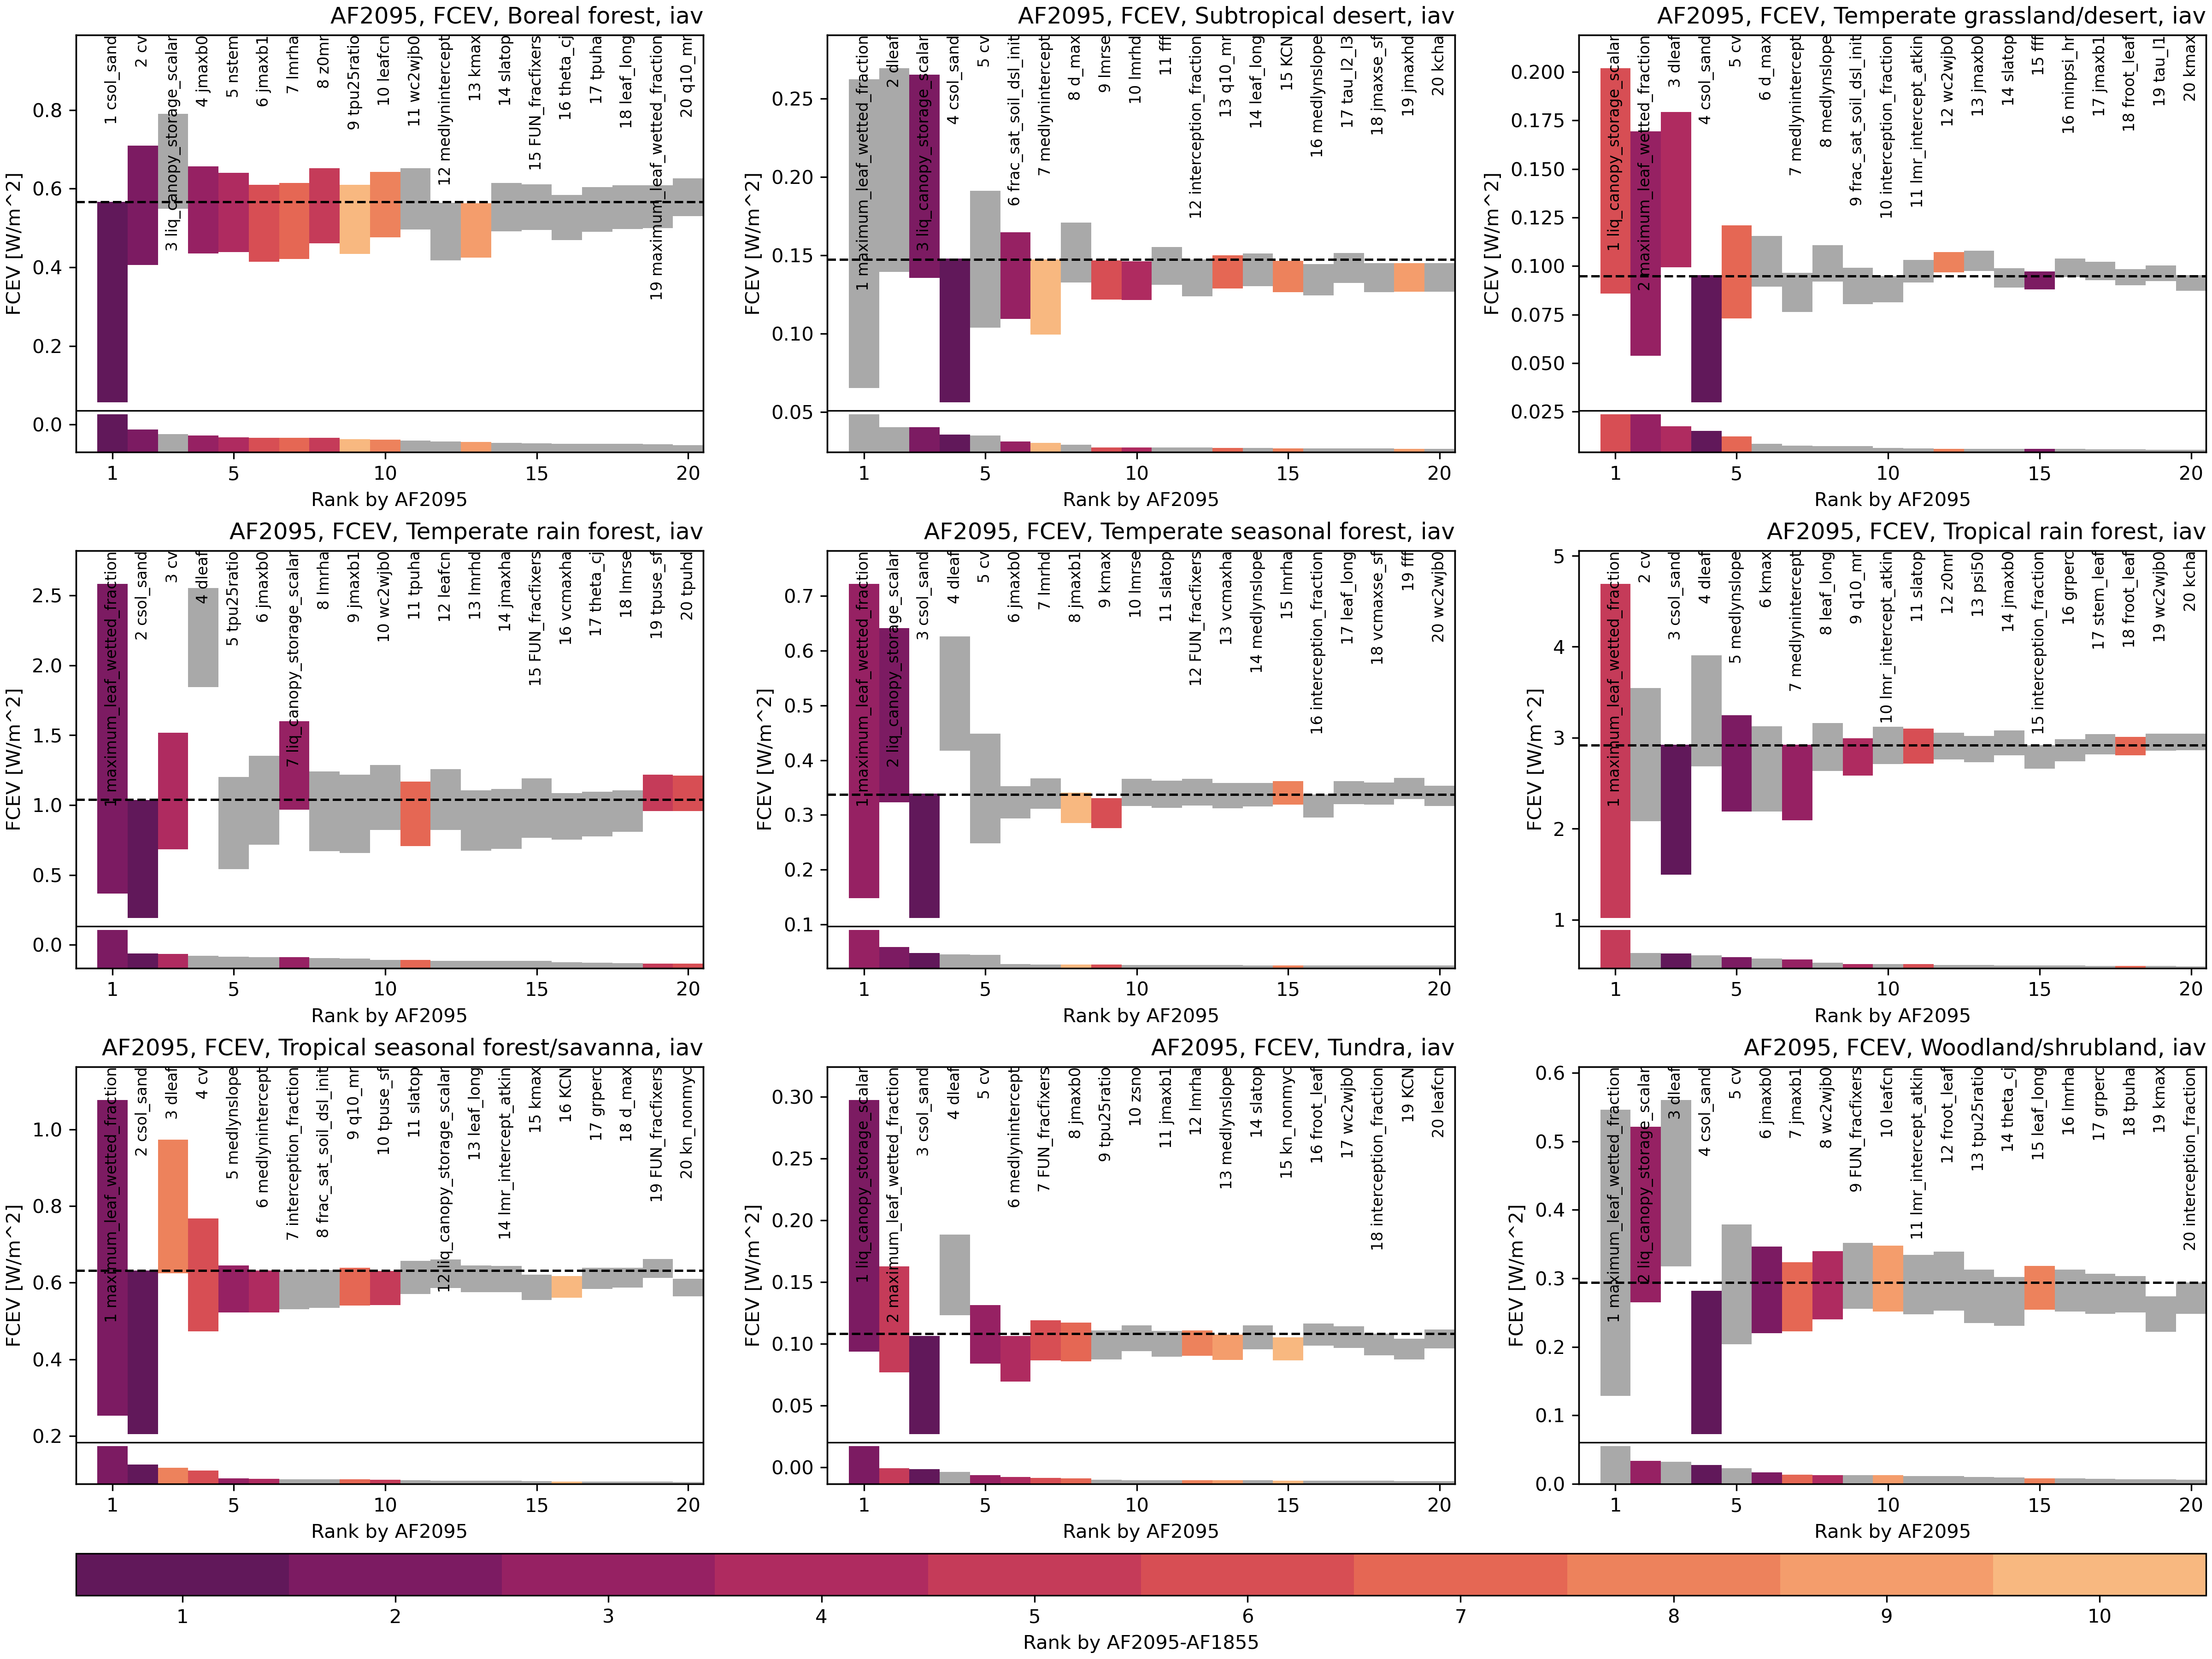 AF2095, FCEV, Boreal forest, iav
FCEV [W/m^2]
0.8
0.6
0.4
0.2
0.0
1 csol_sand
2 cv
3 liq_canopy_storage_scalar
4 jmaxb0
5 nstem
6 jmaxb1
7 lmrha
8 z0mr
9 tpu25ratio
10 leafcn
11 wc2wjb0
12 medlynintercept
13 kmax
14 slatop
15 FUN_fracfixers
16 theta_cj
17 tpuha
18 leaf_long
19 maximum_leaf_wetted_fraction
20 q10_mr
1 5 10 15 20
Rank by AF2095
AF2095, FCEV, Subtropical desert, iav
FCEV [W/m^2]
0.25
0.20
0.15
0.10
0.05
1 maximum_leaf_wetted_fraction
2 dleaf
3 liq_canopy_storage_scalar
4 csol_sand
5 cv
6 frac_sat_soil_dsl_init
7 medlynintercept
8 d_max
9 lmrse
10 lmrhd
11 fff
12 interception_fraction
13 q10_mr
14 leaf_long
15 KCN
16 medlynslope
17 tau_l2_l3
18 jmaxse_sf
19 jmaxhd
20 kcha
1 5 10 15 20
Rank by AF2095
AF2095, FCEV, Temperate grassland/desert, iav
FCEV [W/m^2]
0.200
0.175
0.150
0.125
0.100
0.075
0.050
0.025
1 liq_canopy_storage_scalar
2 maximum_leaf_wetted_fraction
3 dleaf
4 csol_sand
5 cv
6 d_max
7 medlynintercept
8 medlynslope
9 frac_sat_soil_dsl_init
10 interception_fraction
11 lmr_intercept_atkin
12 wc2wjb0
13 jmaxb0
14 slatop
15 fff
16 minpsi_hr
17 jmaxb1
18 froot_leaf
19 tau_l1
20 kmax
1 5 10 15 20
Rank by AF2095
AF2095, FCEV, Temperate rain forest, iav
FCEV [W/m^2]
2.5
2.0
1.5
1.0
0.5
0.0
1 maximum_leaf_wetted_fraction
2 csol_sand
3 cv
4 dleaf
5 tpu25ratio
6 jmaxb0
7 liq_canopy_storage_scalar
8 lmrha
9 jmaxb1
10 wc2wjb0
11 tpuha
12 leafcn
13 lmrhd
14 jmaxha
15 FUN_fracfixers
16 vcmaxha
17 theta_cj
18 lmrse
19 tpuse_sf
20 tpuhd
1 5 10 15 20
Rank by AF2095
AF2095, FCEV, Temperate seasonal forest, iav
FCEV [W/m^2]
0.7
0.6
0.5
0.4
0.3
0.2
0.1
1 maximum_leaf_wetted_fraction
2 liq_canopy_storage_scalar
3 csol_sand
4 dleaf
5 cv
6 jmaxb0
7 lmrhd
8 jmaxb1
9 kmax
10 lmrse
11 slatop
12 FUN_fracfixers
13 vcmaxha
14 medlynslope
15 lmrha
16 interception_fraction
17 leaf_long
18 vcmaxse_sf
19 fff
20 wc2wjb0
1 5 10 15 20
Rank by AF2095
AF2095, FCEV, Tropical rain forest, iav
FCEV [W/m^2]
5
4
3
2
1
1 maximum_leaf_wetted_fraction
2 cv
3 csol_sand
4 dleaf
5 medlynslope
6 kmax
7 medlynintercept
8 leaf_long
9 q10_mr
10 lmr_intercept_atkin
11 slatop
12 z0mr
13 psi50
14 jmaxb0
15 interception_fraction
16 grperc
17 stem_leaf
18 froot_leaf
19 wc2wjb0
20 kcha
1 5 10 15 20
Rank by AF2095
AF2095, FCEV, Tropical seasonal forest/savanna, iav
FCEV [W/m^2]
1.0
0.8
0.6
0.4
0.2
1 maximum_leaf_wetted_fraction
2 csol_sand
3 dleaf
4 cv
5 medlynslope
6 medlynintercept
7 interception_fraction
8 frac_sat_soil_dsl_init
9 q10_mr
10 tpuse_sf
11 slatop
12 liq_canopy_storage_scalar
13 leaf_long
14 lmr_intercept_atkin
15 kmax
16 KCN
17 grperc
18 d_max
19 FUN_fracfixers
20 kn_nonmyc
1 5 10 15 20
Rank by AF2095
AF2095, FCEV, Tundra, iav
FCEV [W/m^2]
0.30
0.25
0.20
0.15
0.10
0.05
0.00
1 liq_canopy_storage_scalar
2 maximum_leaf_wetted_fraction
3 csol_sand
4 dleaf
5 cv
6 medlynintercept
7 FUN_fracfixers
8 jmaxb0
9 tpu25ratio
10 zsno
11 jmaxb1
12 lmrha
13 medlynslope
14 slatop
15 kn_nonmyc
16 froot_leaf
17 wc2wjb0
18 interception_fraction
19 KCN
20 leafcn
1 5 10 15 20
Rank by AF2095
AF2095, FCEV, Woodland/shrubland, iav
FCEV [W/m^2]
0.6
0.5
0.4
0.3
0.2
0.1
0.0
1 maximum_leaf_wetted_fraction
2 liq_canopy_storage_scalar
3 dleaf
4 csol_sand
5 cv
6 jmaxb0
7 jmaxb1
8 wc2wjb0
9 FUN_fracfixers
10 leafcn
11 lmr_intercept_atkin
12 froot_leaf
13 tpu25ratio
14 theta_cj
15 leaf_long
16 lmrha
17 grperc
18 tpuha
19 kmax
20 interception_fraction
1 5 10 15 20
Rank by AF2095
1 2 3 4 5 6 7 8 9 10
Rank by AF2095-AF1855